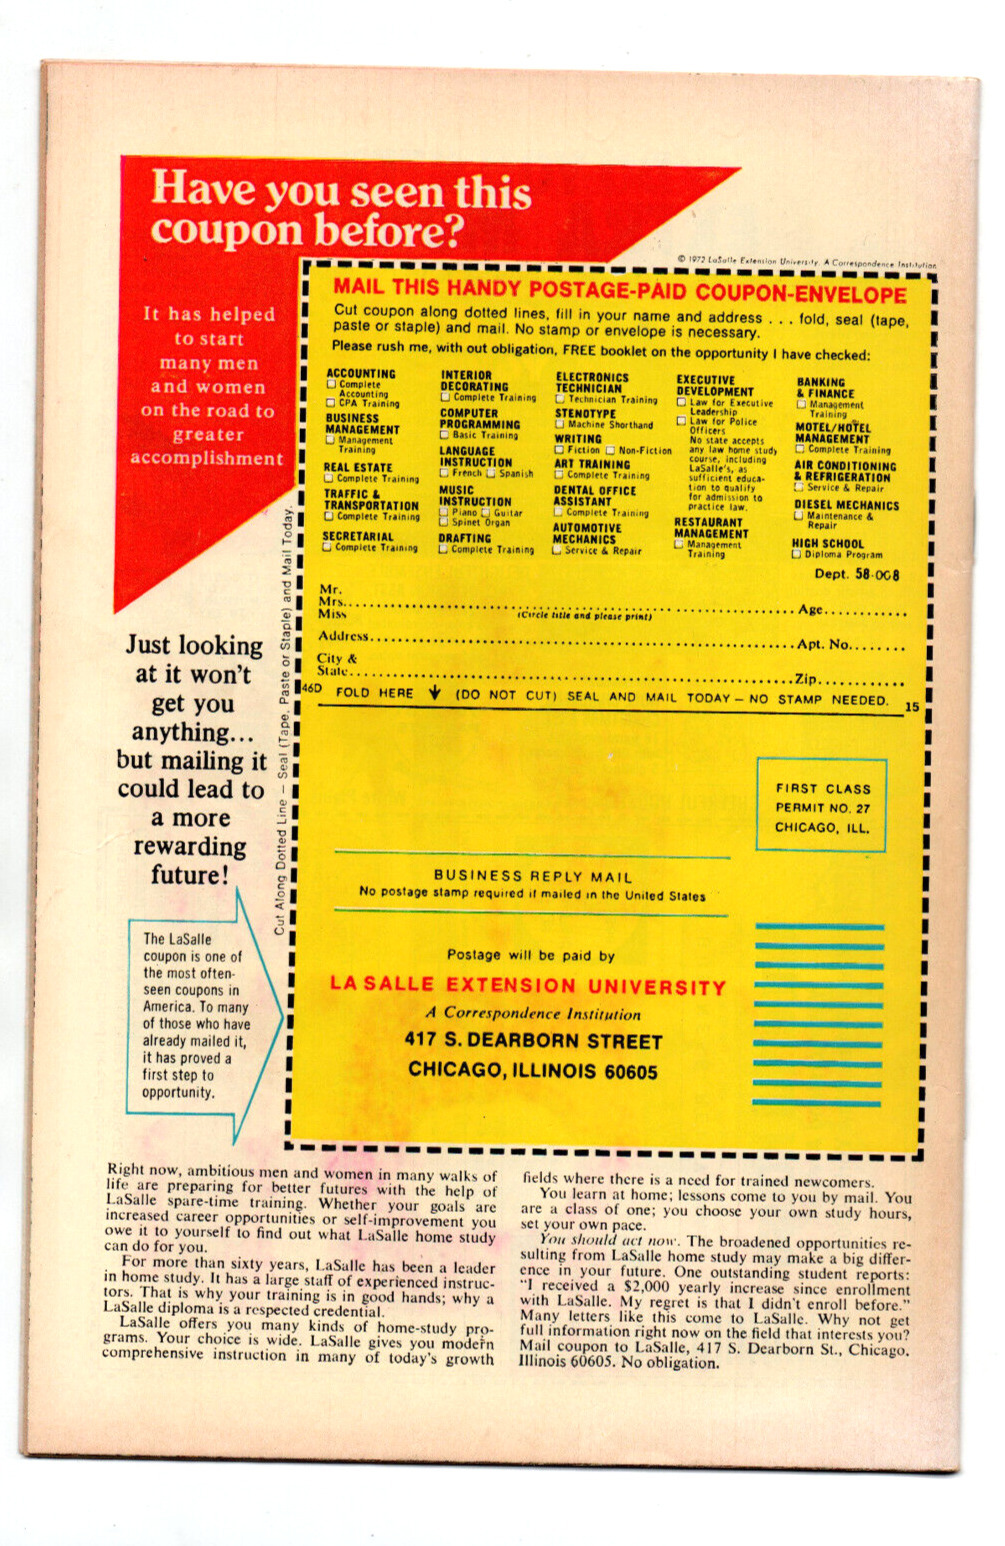 Have you seen this
coupon before?
© 1972 LaSalle Extension University. A Correspondence Institution
It has helped
to start
many men
and women
on the road to
greater
accomplishment
MAIL THIS HANDY POSTAGE-PAID COUPON-ENVELOPE
Cut coupon along dotted lines, fill in your name and address . . . fold, seal (tape,
paste or staple) and mail. No stamp or envelope is necessary.
Please rush me, with out obligation, FREE booklet on the opportunity I have checked:
ACCOUNTING
☐ Complete
Accounting
☐ CPA Training
BUSINESS
MANAGEMENT
☐ Management
Training
REAL ESTATE
☐ Complete Training
TRAFFIC &
TRANSPORTATION
☐ Complete Training
SECRETARIAL
☐ Complete Training
INTERIOR
DECORATING
☐ Complete Training
COMPUTER
PROGRAMMING
☐ Basic Training
LANGUAGE
INSTRUCTION
☐ French ☐ Spanish
MUSIC
INSTRUCTION
☐ Piano ☐ Guitar
☐ Spinet Organ
DRAFTING
☐ Complete Training
ELECTRONICS
TECHNICIAN
☐ Technician Training
STENOTYPE
☐ Machine Shorthand
WRITING
☐ Fiction ☐ Non-Fiction
ART TRAINING
☐ Complete Training
DENTAL OFFICE
ASSISTANT
☐ Complete Training
AUTOMOTIVE
MECHANICS
☐ Service & Repair
EXECUTIVE
DEVELOPMENT
☐ Law for Executive
Leadership
☐ Law for Police
Officers
No state accepts
any law home study
course, including
LaSalle's, as
sufficient educa-
tion to qualify
for admission to
practice law.
RESTAURANT
MANAGEMENT
☐ Management
Training
BANKING
& FINANCE
☐ Management
Training
MOTEL/HOTEL
MANAGEMENT
☐ Complete Training
AIR CONDITIONING
& REFRIGERATION
☐ Service & Repair
DIESEL MECHANICS
☐ Maintenance &
Repair
HIGH SCHOOL
☐ Diploma Program
Dept. 58-008
Mr.
Mrs. Age
Miss (Circle title and please print)
Address Apt. No.
City &
State Zip
46D FOLD HERE ↓ (DO NOT CUT) SEAL AND MAIL TODAY — NO STAMP NEEDED. 15
Cut Along Dotted Line — Seal (Tape, Paste or Staple) and Mail Today.
Just looking
at it won't
get you
anything...
but mailing it
could lead to
a more
rewarding
future!
The LaSalle
coupon is one of
the most often-
seen coupons in
America. To many
of those who have
already mailed it,
it has proved a
first step to
opportunity.
FIRST CLASS
PERMIT NO. 27
CHICAGO, ILL.
BUSINESS REPLY MAIL
No postage stamp required if mailed in the United States
Postage will be paid by
LA SALLE EXTENSION UNIVERSITY
A Correspondence Institution
417 S. DEARBORN STREET
CHICAGO, ILLINOIS 60605
Right now, ambitious men and women in many walks of
life are preparing for better futures with the help of
LaSalle spare-time training. Whether your goals are
increased career opportunities or self-improvement you
owe it to yourself to find out what LaSalle home study
can do for you.
For more than sixty years, LaSalle has been a leader
in home study. It has a large staff of experienced instruc-
tors. That is why your training is in good hands; why a
LaSalle diploma is a respected credential.
LaSalle offers you many kinds of home-study pro-
grams. Your choice is wide. LaSalle gives you modern
comprehensive instruction in many of today's growth
fields where there is a need for trained newcomers.
You learn at home; lessons come to you by mail. You
are a class of one; you choose your own study hours,
set your own pace.
You should act now. The broadened opportunities re-
sulting from LaSalle home study may make a big differ-
ence in your future. One outstanding student reports:
"I received a $2,000 yearly increase since enrollment
with LaSalle. My regret is that I didn't enroll before."
Many letters like this come to LaSalle. Why not get
full information right now on the field that interests you?
Mail coupon to LaSalle, 417 S. Dearborn St., Chicago,
Illinois 60605. No obligation.